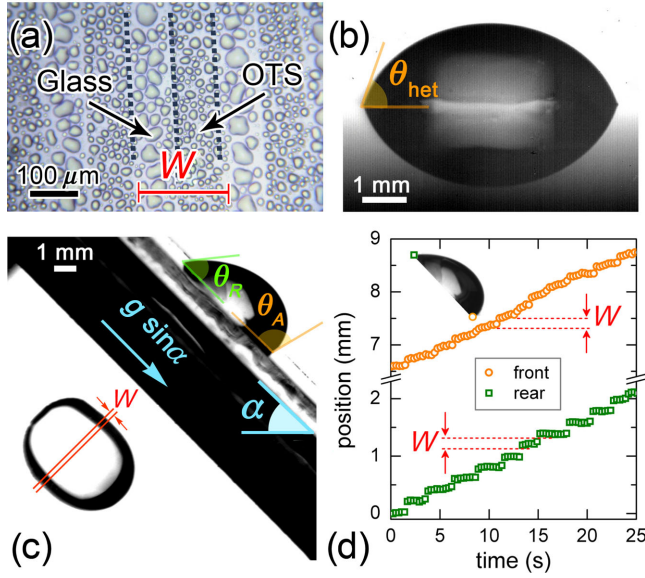 (a)
Glass
OTS
W
100 μm
(b)
θhet
1 mm
1 mm
θR
θA
g sinα
α
W
(c)
9
8
7
2
1
0
position (mm)
W
front
rear
W
0
5
10
15
20
25
time (s)
(d)